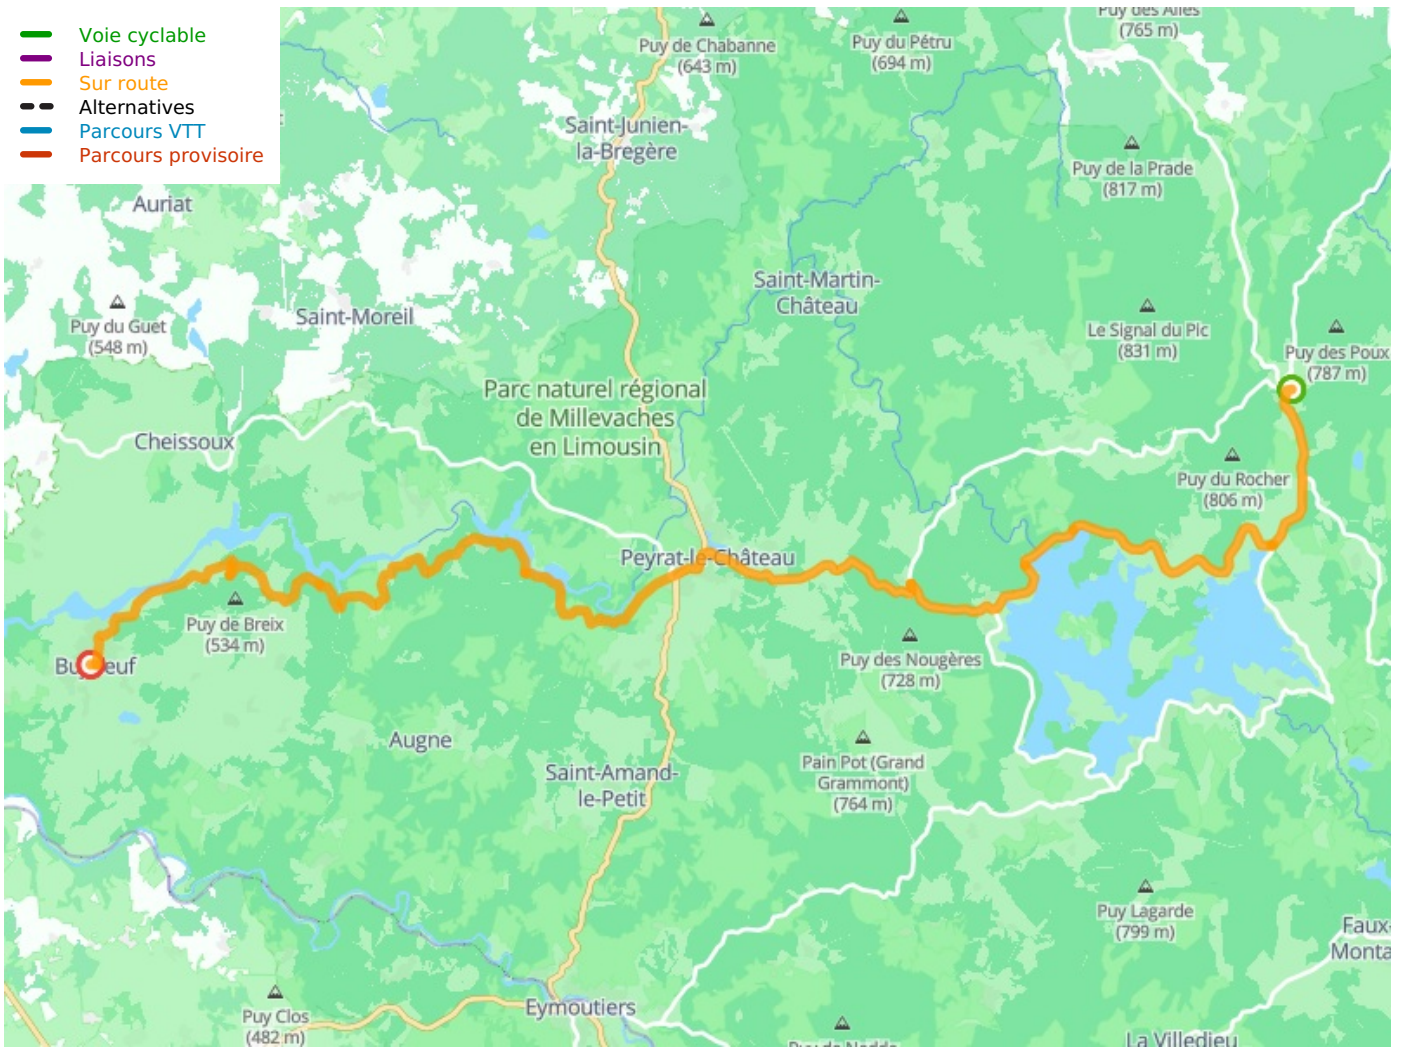 Voie cyclable
Liaisons
Sur route
Alternatives
Parcours VTT
Parcours provisoire
Puy des Alles
(765 m)
Puy de Chabanne
(643 m)
Puy du Pétru
(694 m)
Saint-Junien-
la-Bregère
Puy de la Prade
(817 m)
Auriat
Saint-Martin-
Château
Puy du Guet
(548 m)
Saint-Moreil
Le Signal du Pic
(831 m)
Puy des Poux
(787 m)
Parc naturel régional
de Millevaches
en Limousin
Cheissoux
Puy du Rocher
(806 m)
Peyrat-le-Château
Puy de Breix
(534 m)
Bu
euf
Puy des Nougères
(728 m)
Augne
Saint-Amand-
le-Petit
Pain Pot (Grand
Grammont)
(764 m)
Puy Lagarde
(799 m)
Faux-
Monta
Eymoutiers
Puy Clos
(482 m)
La Villedieu